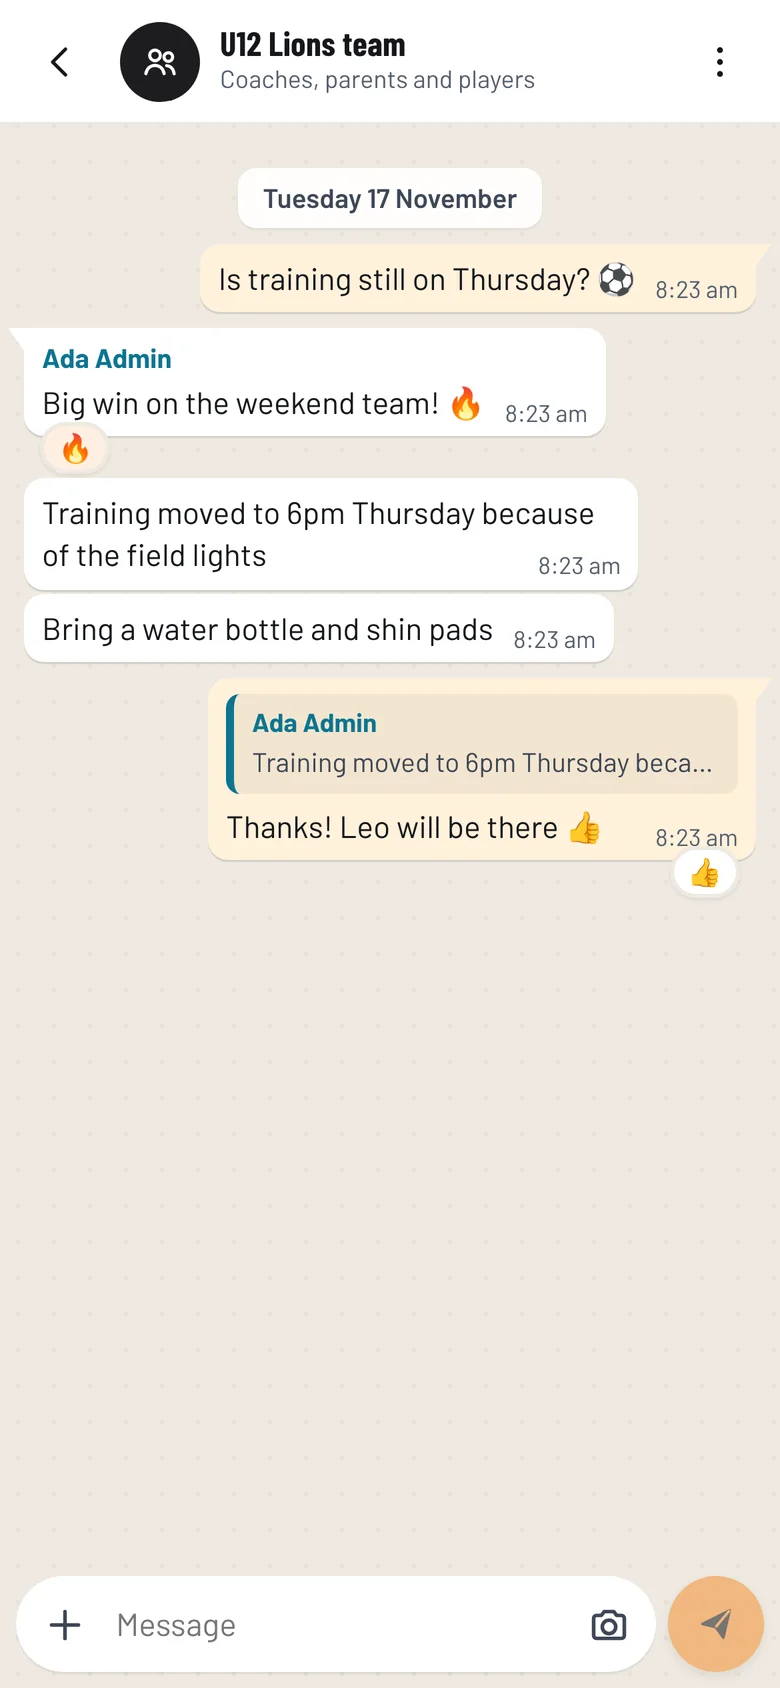 U12 Lions team
Coaches, parents and players
Tuesday 17 November
Is training still on Thursday? ⚽ 8:23 am
Ada Admin
Big win on the weekend team! 🔥 8:23 am
🔥
Training moved to 6pm Thursday because
of the field lights 8:23 am
Bring a water bottle and shin pads 8:23 am
Ada Admin
Training moved to 6pm Thursday beca...
Thanks! Leo will be there 👍 8:23 am
👍
Message